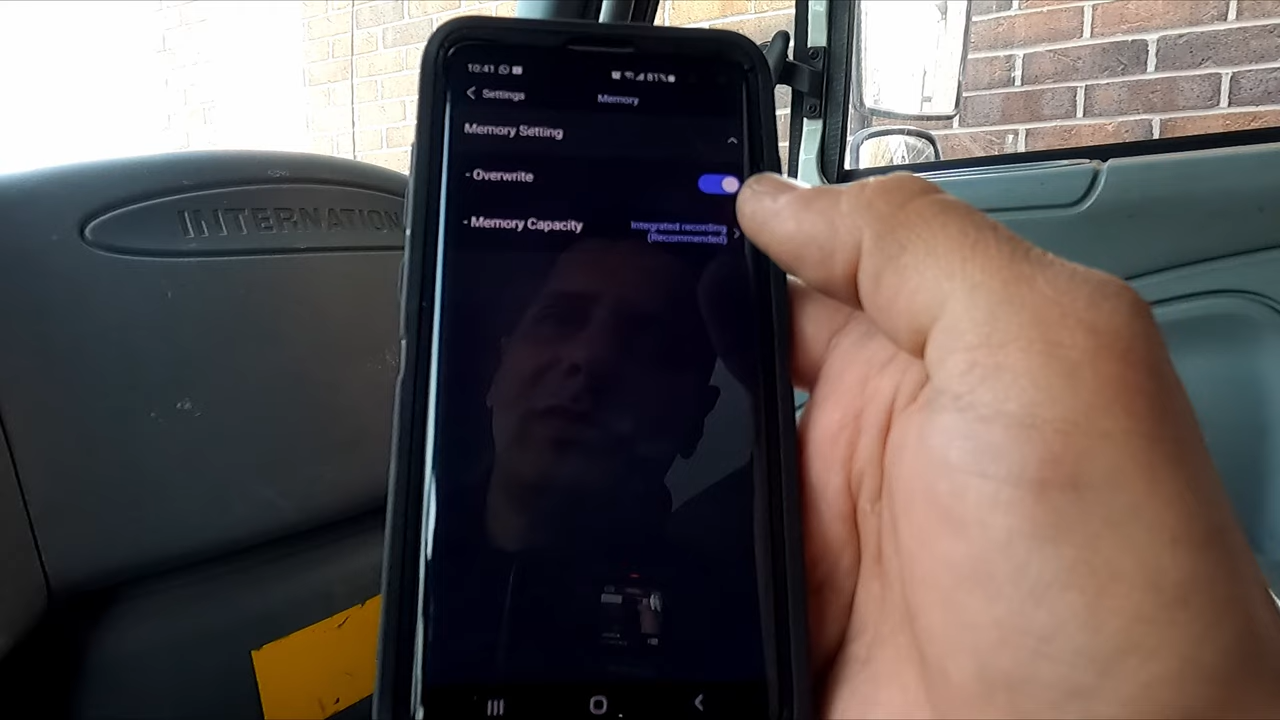 10:41
81%
Settings
Memory
Memory Setting
- Overwrite
- Memory Capacity
Integrated recording
(Recommended)
INTERNATION